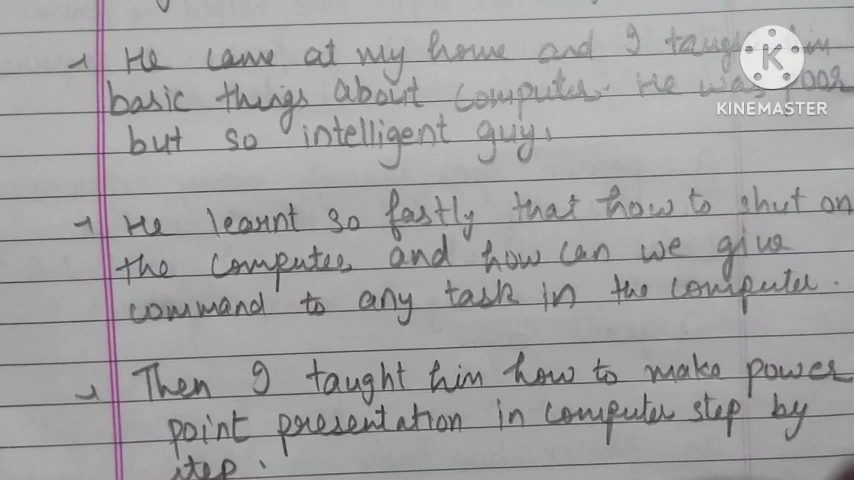 He came at my home and I taught him
KINEMASTER
basic things about computer. He was poor
but so intelligent guy.
He learnt so fastly that how to shut on
the computer and how can we give
command to any task in the computer.
Then I taught him how to make power
point presentation in computer step by
step.